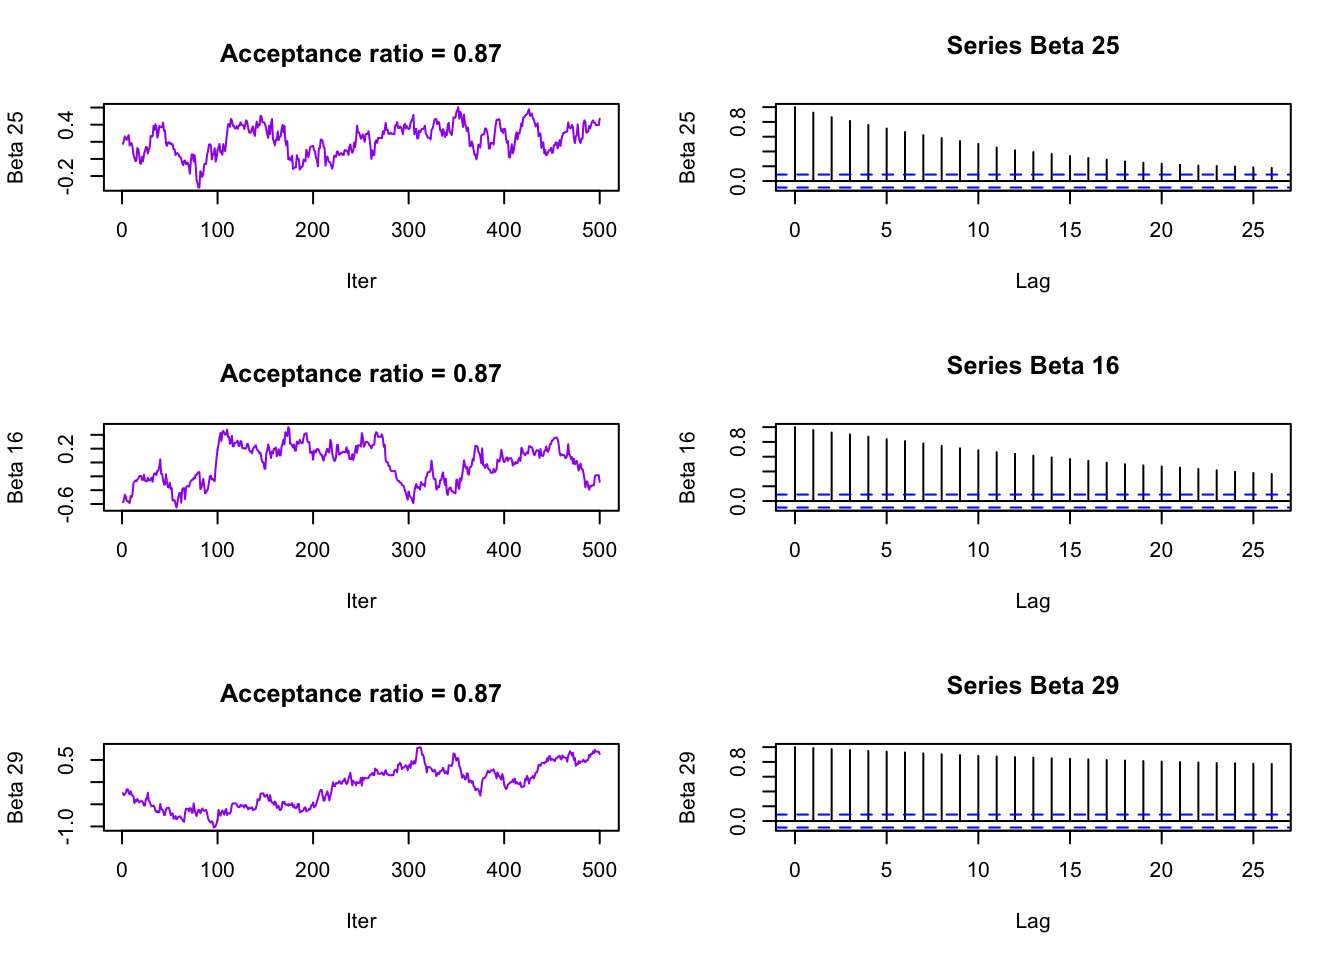 Acceptance ratio = 0.87
Beta 25
0.4
-0.2
0 100 200 300 400 500
Iter
Series Beta 25
Beta 25
0.8
0.0
0 5 10 15 20 25
Lag
Acceptance ratio = 0.87
Beta 16
0.2
-0.6
0 100 200 300 400 500
Iter
Series Beta 16
Beta 16
0.8
0.0
0 5 10 15 20 25
Lag
Acceptance ratio = 0.87
Beta 29
0.5
-1.0
0 100 200 300 400 500
Iter
Series Beta 29
Beta 29
0.8
0.0
0 5 10 15 20 25
Lag